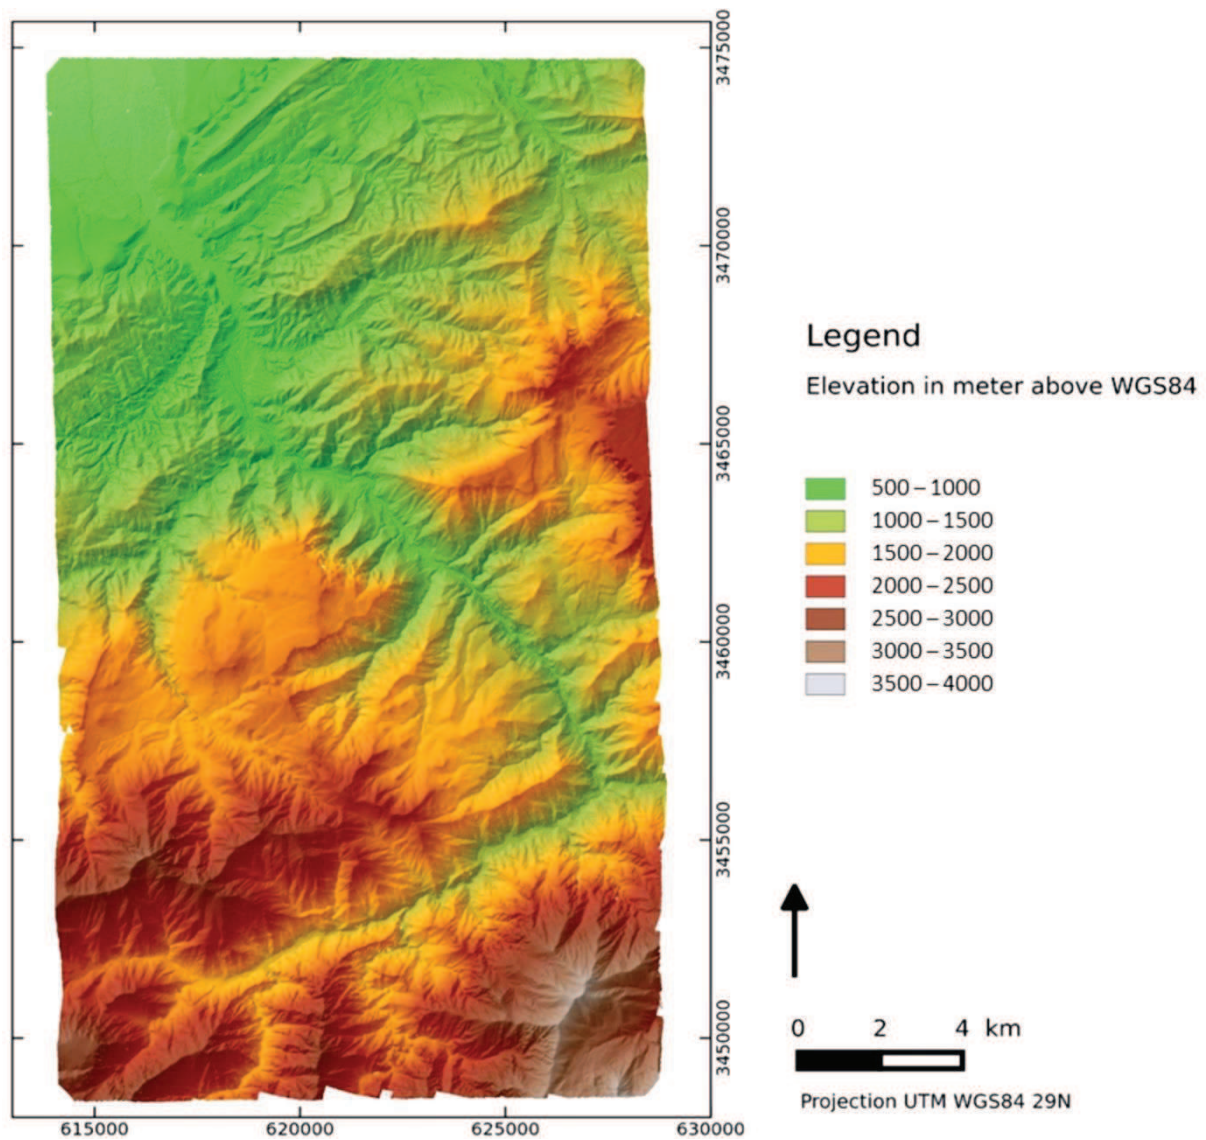 3475000
3470000
3465000
3460000
3455000
3450000
615000
620000
625000
630000
Legend
Elevation in meter above WGS84
500 – 1000
1000 – 1500
1500 – 2000
2000 – 2500
2500 – 3000
3000 – 3500
3500 – 4000
0 2 4 km
Projection UTM WGS84 29N